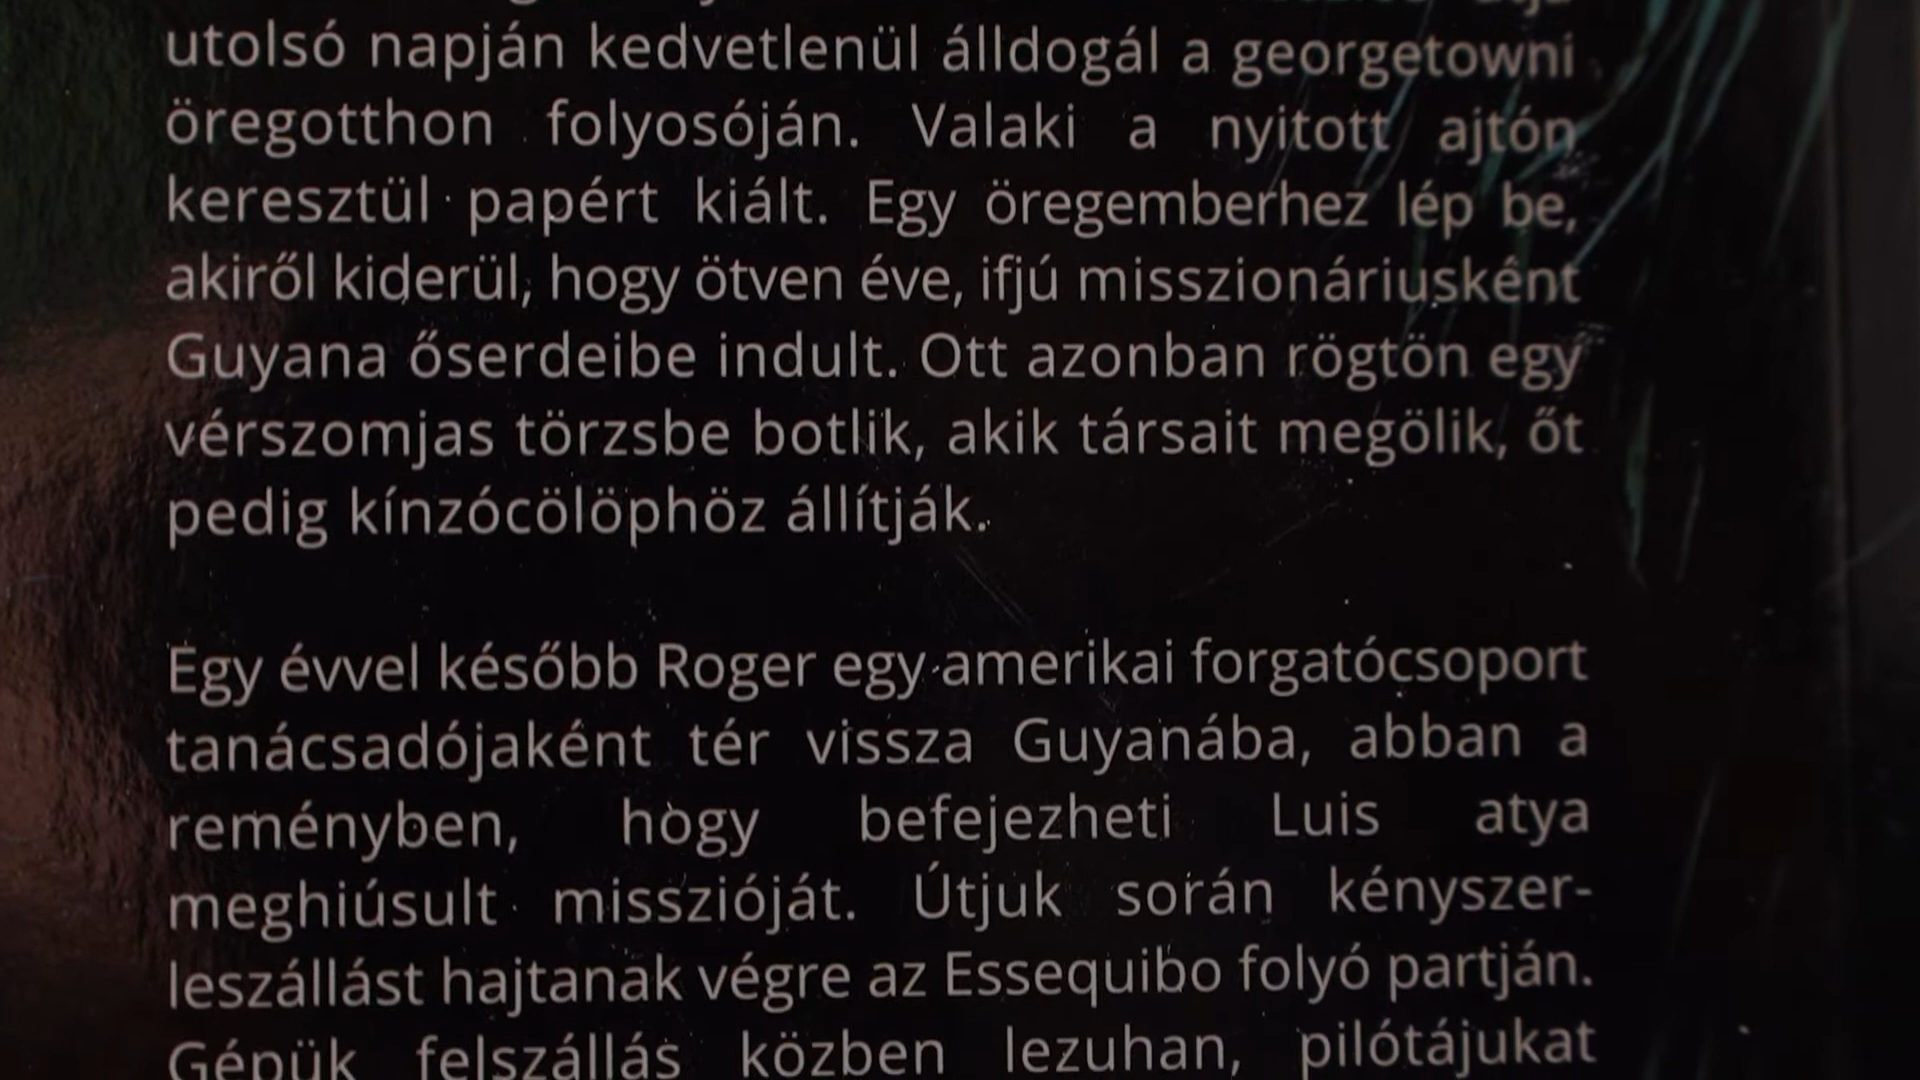 utolsó napján kedvetlenül álldogál a georgetowni
öregotthon folyosóján. Valaki a nyitott ajtón
keresztül papért kiált. Egy öregemberhez lép be,
akiről kiderül, hogy ötven éve, ifjú misszionáriusként
Guyana őserdeibe indult. Ott azonban rögtön egy
vérszomjas törzsbe botlik, akik társait megölik, őt
pedig kínzócölöphöz állítják.
Egy évvel később Roger egy amerikai forgatócsoport
tanácsadójaként tér vissza Guyanába, abban a
reményben, hogy befejezheti Luis atya
meghiúsult misszióját. Útjuk során kényszer-
leszállást hajtanak végre az Essequibo folyó partján.
Gépük felszállás közben lezuhan, pilótájukat